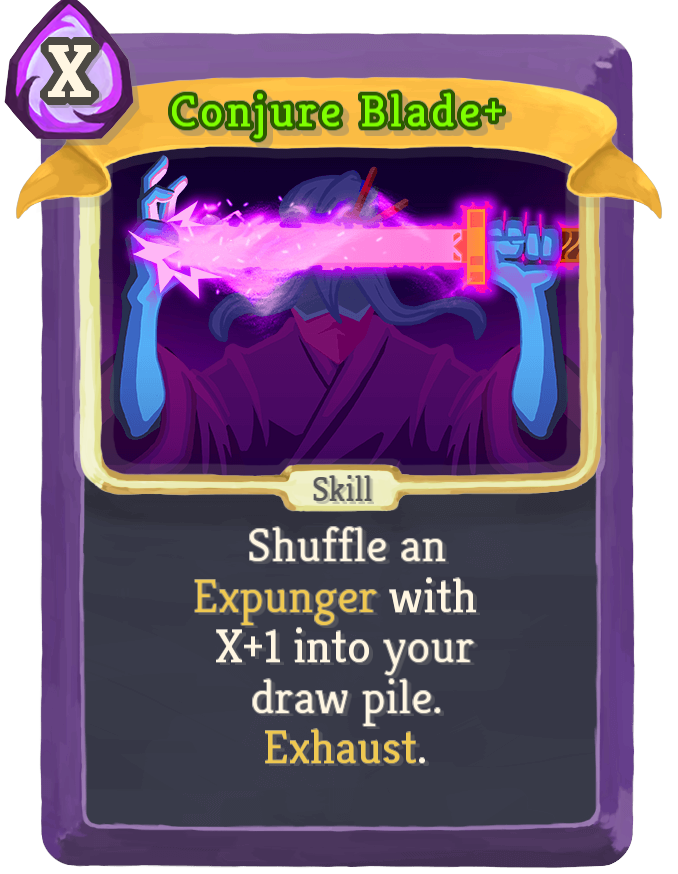 X
Conjure Blade+
Skill
Shuffle an
Expunger with
X+1 into your
draw pile.
Exhaust.